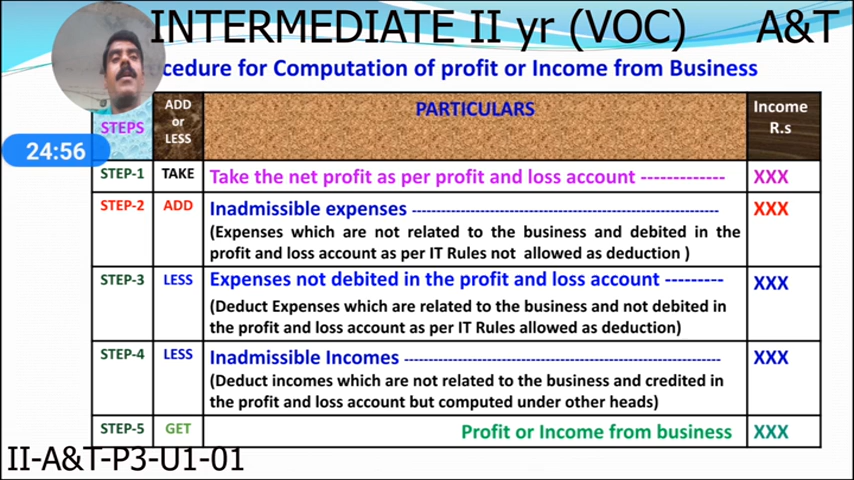 INTERMEDIATE II yr (VOC) A&T
cedure for Computation of profit or Income from Business
STEPS
ADD
or
LESS
PARTICULARS
Income
R.s
24:56
STEP-1 TAKE Take the net profit as per profit and loss account ------------- XXX
STEP-2 ADD Inadmissible expenses ---------------------------------------------------------------- XXX
(Expenses which are not related to the business and debited in the
profit and loss account as per IT Rules not allowed as deduction )
STEP-3 LESS Expenses not debited in the profit and loss account --------- XXX
(Deduct Expenses which are related to the business and not debited in
the profit and loss account as per IT Rules allowed as deduction)
STEP-4 LESS Inadmissible Incomes ------------------------------------------------------------------ XXX
(Deduct incomes which are not related to the business and credited in
the profit and loss account but computed under other heads)
STEP-5 GET Profit or Income from business XXX
II-A&T-P3-U1-01